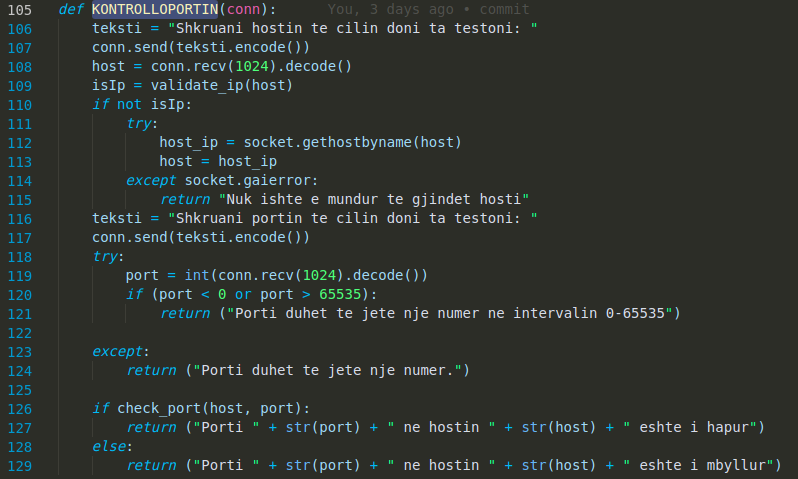 105 def KONTROLLOPORTIN(conn): You, 3 days ago • commit
106 teksti = "Shkruani hostin te cilin doni ta testoni: "
107 conn.send(teksti.encode())
108 host = conn.recv(1024).decode()
109 isIp = validate_ip(host)
110 if not isIp:
111 try:
112 host_ip = socket.gethostbyname(host)
113 host = host_ip
114 except socket.gaierror:
115 return "Nuk ishte e mundur te gjindet hosti"
116 teksti = "Shkruani portin te cilin doni ta testoni: "
117 conn.send(teksti.encode())
118 try:
119 port = int(conn.recv(1024).decode())
120 if (port < 0 or port > 65535):
121 return ("Porti duhet te jete nje numer ne intervalin 0-65535")
122
123 except:
124 return ("Porti duhet te jete nje numer.")
125
126 if check_port(host, port):
127 return ("Porti " + str(port) + " ne hostin " + str(host) + " eshte i hapur")
128 else:
129 return ("Porti " + str(port) + " ne hostin " + str(host) + " eshte i mbyllur")